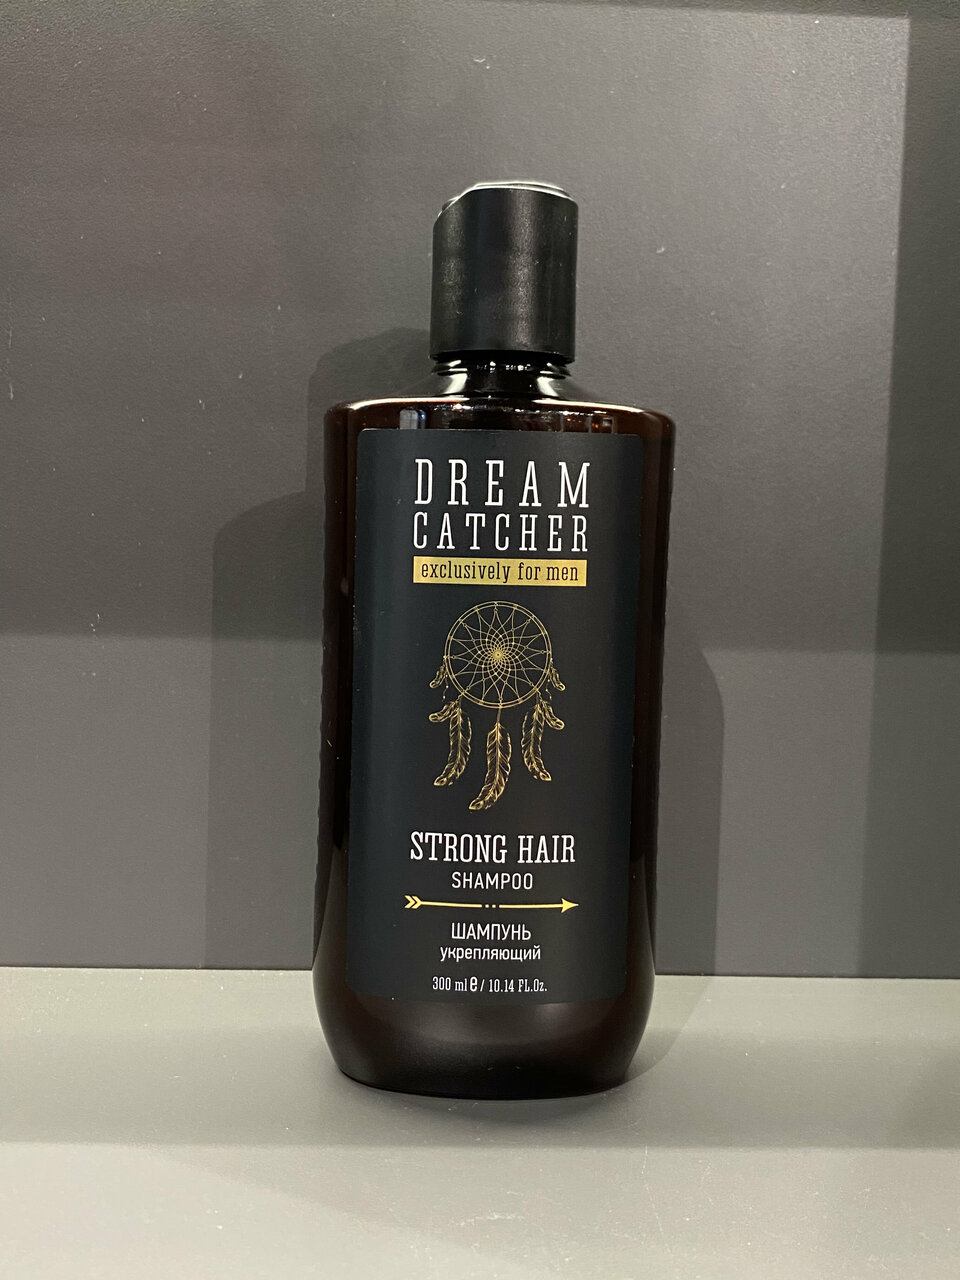 DREAM
CATCHER
exclusively for men
STRONG HAIR
SHAMPOO
ШАМПУНЬ
укрепляющий
300 ml ℮ / 10.14 FL.Oz.